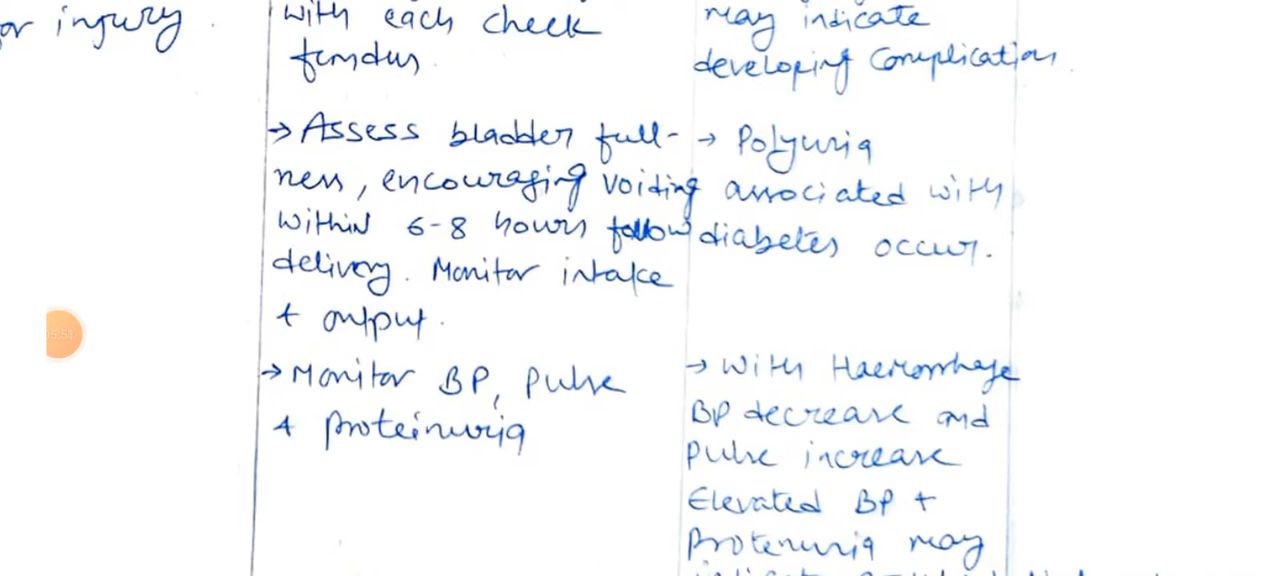 or injury
with each check
fundus.
→ Assess bladder full-
ness, encouraging voiding
within 6-8 hours follow
delivery. Monitor intake
+ output.
→ Monitor BP, Pulse
+ proteinuria
may indicate
developing complication
→ Polyuria
associated with
diabetes occur.
→ With Haemorrhage
BP decrease and
Pulse increase
Elevated BP +
Protenuria may